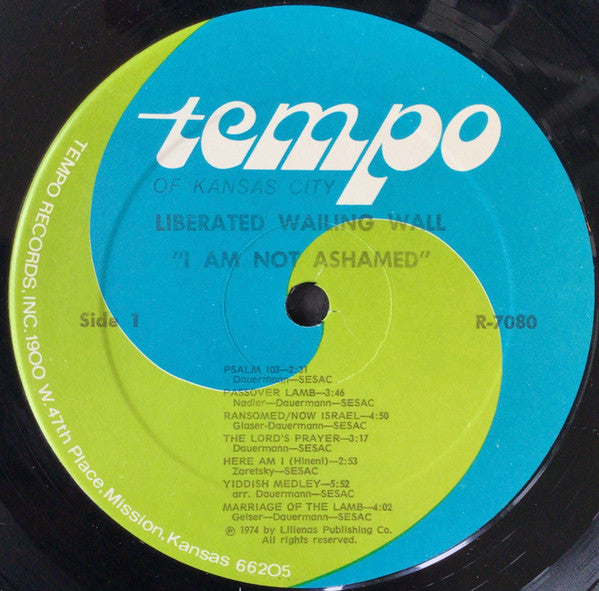 tempo
OF KANSAS CITY
LIBERATED WAILING WALL
"I AM NOT ASHAMED"
Side 1
R-7080
PSALM 103—2:31
Dauermann—SESAC
PASSOVER LAMB—3:46
Nadler—Dauermann—SESAC
RANSOMED/NOW ISRAEL—4:50
Glaser-Dauermann—SESAC
THE LORD'S PRAYER—3:17
Dauermann—SESAC
HERE AM I (Hineni)—2:53
Zaretsky—SESAC
YIDDISH MEDLEY—5:52
arr. Dauermann—SESAC
MARRIAGE OF THE LAMB—4:02
Geiser—Dauermann—SESAC
℗ 1974 by Lillenas Publishing Co.
All rights reserved.
TEMPO RECORDS, INC. 1900 W. 47th Place, Mission, Kansas 66205